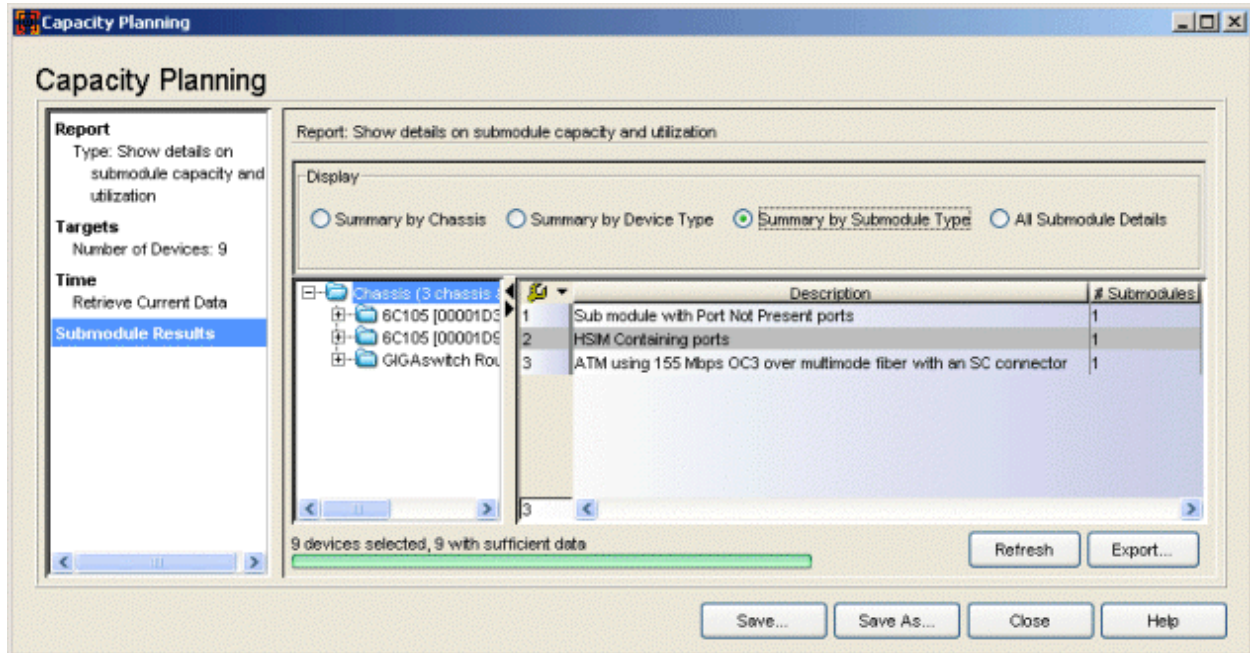 Capacity Planning
Capacity Planning
Report
Type: Show details on
submodule capacity and
utilization
Targets
Number of Devices: 9
Time
Retrieve Current Data
Submodule Results
Report: Show details on submodule capacity and utilization
Display
Summary by Chassis
Summary by Device Type
Summary by Submodule Type
All Submodule Details
Chassis (3 chassis
6C105 [00001D3
6C105 [00001D9
GIGAswitch Rou
Description # Submodules
1 Sub module with Port Not Present ports 1
2 HSIM Containing ports 1
3 ATM using 155 Mbps OC3 over multimode fiber with an SC connector 1
3
9 devices selected, 9 with sufficient data
Refresh
Export...
Save...
Save As...
Close
Help